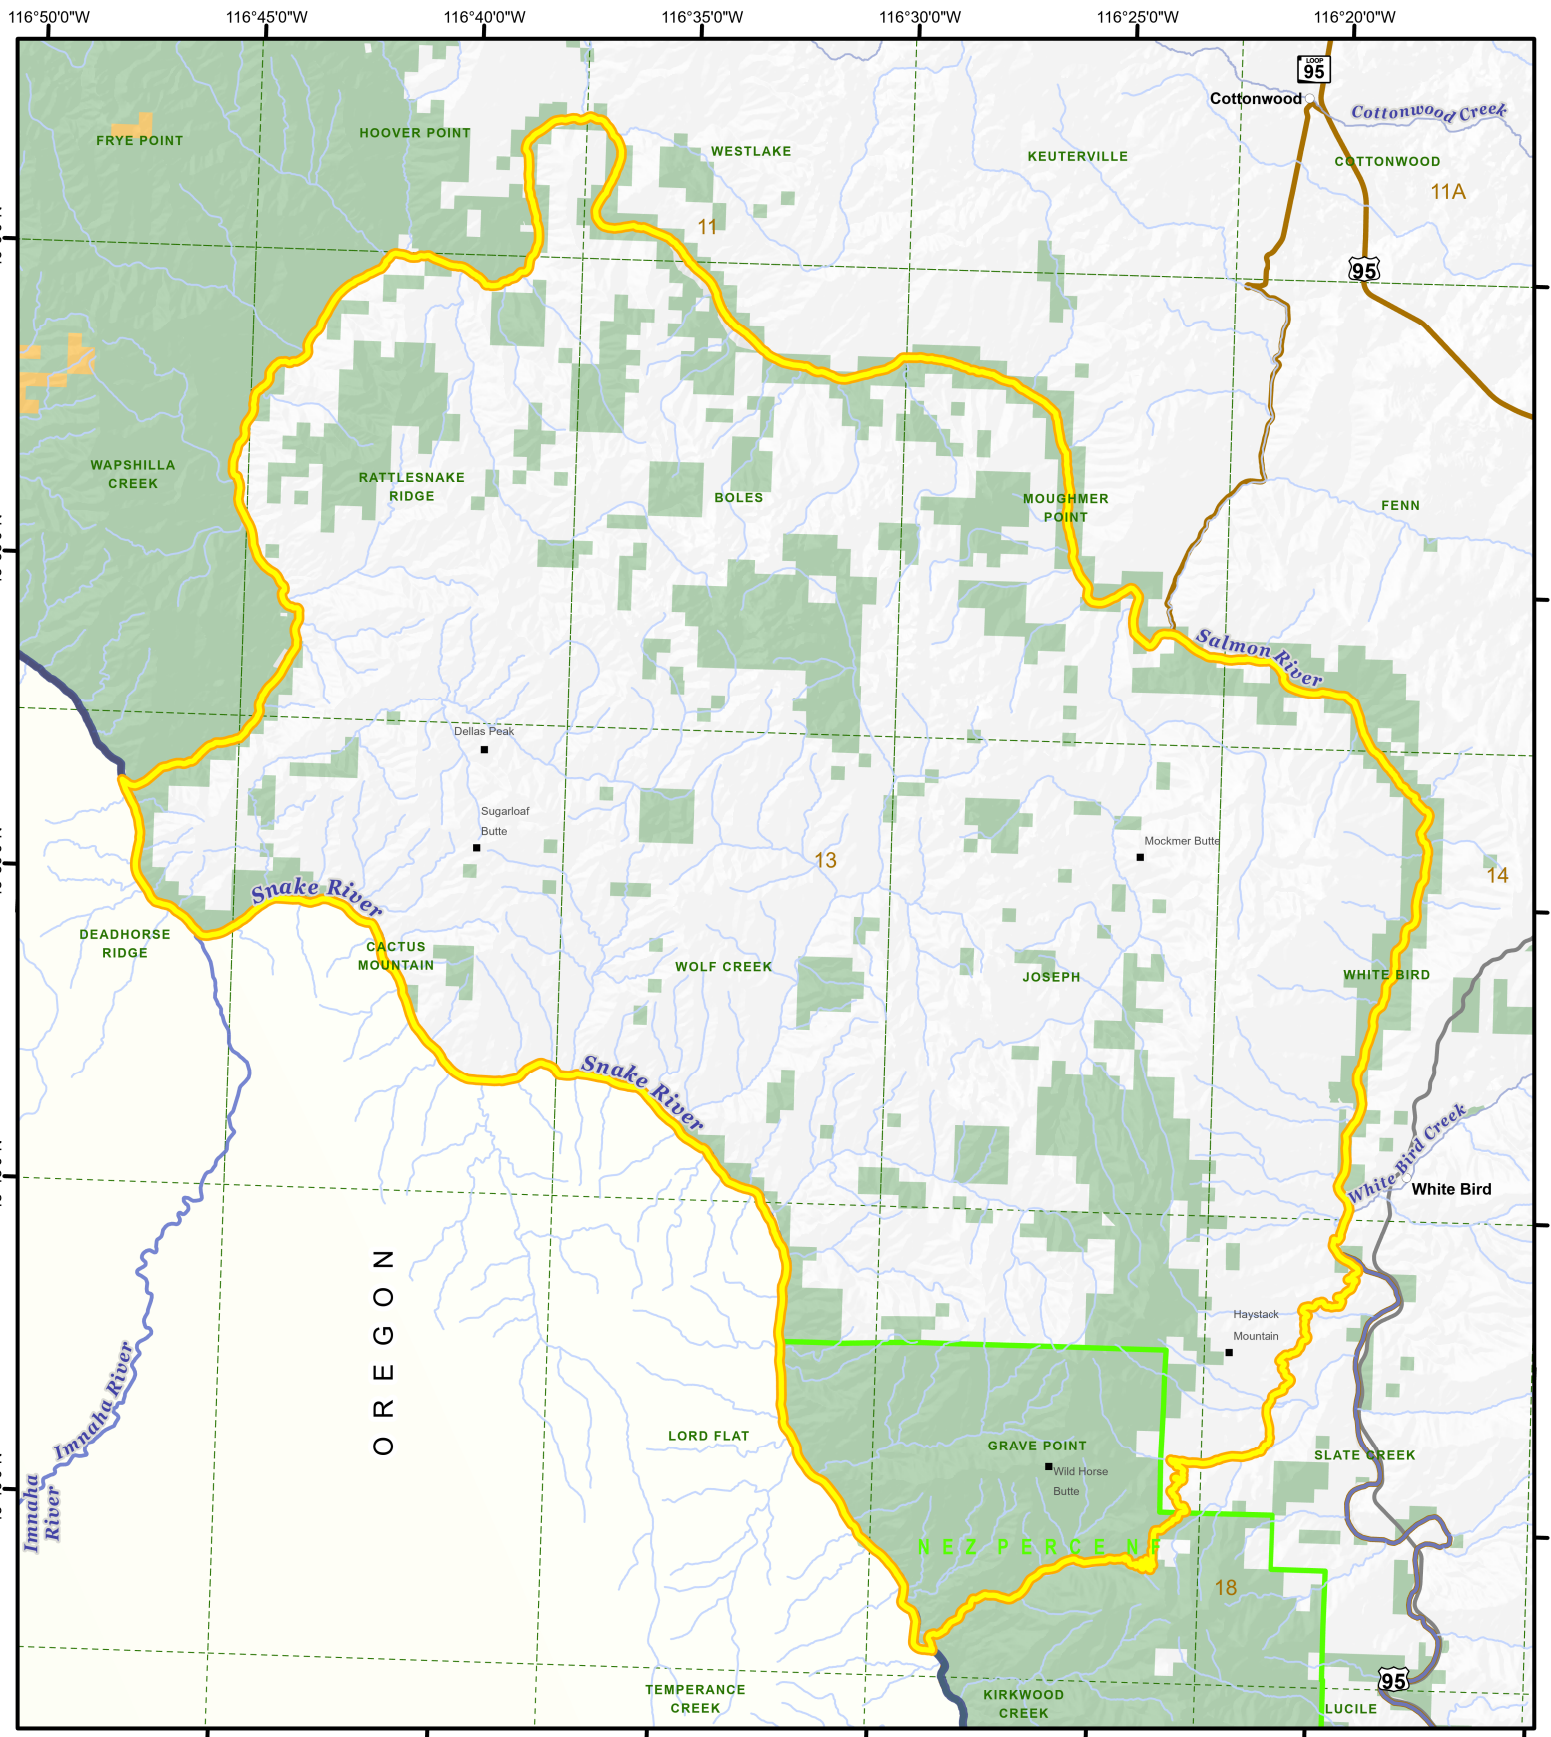 116°50'0"W
116°45'0"W
116°40'0"W
116°35'0"W
116°30'0"W
116°25'0"W
116°20'0"W
LOOP
95
Cottonwood
Cottonwood Creek
FRYE POINT
HOOVER POINT
WESTLAKE
KEUTERVILLE
COTTONWOOD
11A
11
95
WAPSHILLA
CREEK
RATTLESNAKE
RIDGE
BOLES
MOUGHMER
POINT
FENN
Salmon River
Dellas Peak
Sugarloaf
Butte
Mockmer Butte
13
14
Snake River
DEADHORSE
RIDGE
CACTUS
MOUNTAIN
WOLF CREEK
JOSEPH
WHITE BIRD
Snake River
White Bird Creek
White Bird
OREGON
Haystack
Mountain
Imnaha River
LORD FLAT
GRAVE POINT
SLATE CREEK
Wild Horse
Butte
Imnaha
River
NEZ PERCE NF
18
95
TEMPERANCE
CREEK
KIRKWOOD
CREEK
LUCILE